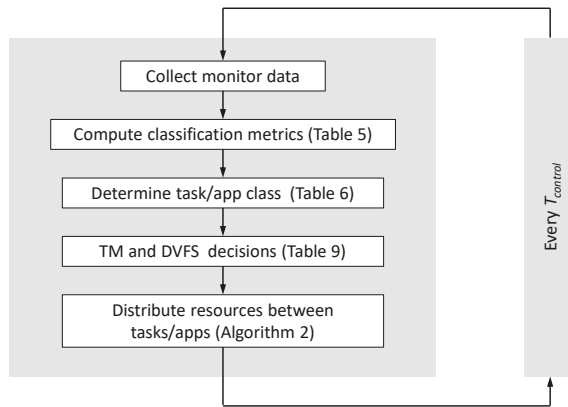 Collect monitor data
Compute classification metrics (Table 5)
Determine task/app class (Table 6)
TM and DVFS decisions (Table 9)
Distribute resources between
tasks/apps (Algorithm 2)
Every T_control